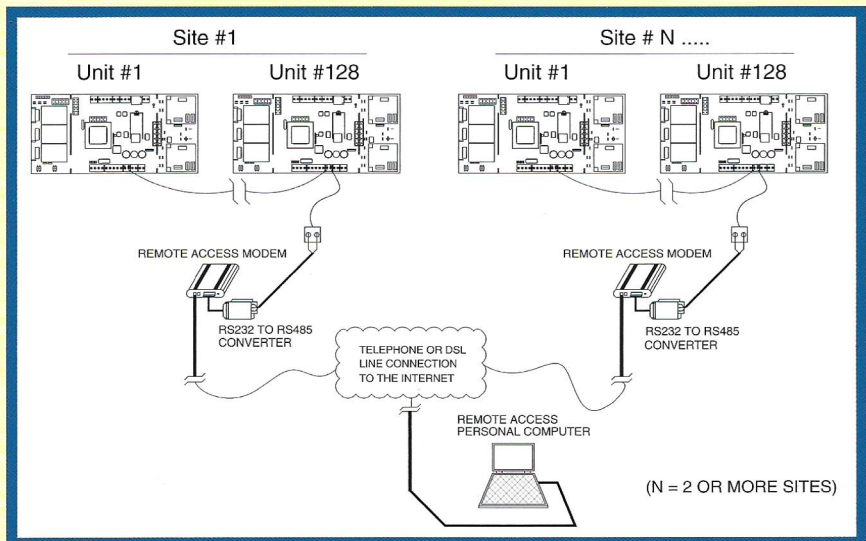 Site #1
Site # N .....
Unit #1
Unit #128
Unit #1
Unit #128
REMOTE ACCESS MODEM
RS232 TO RS485
CONVERTER
REMOTE ACCESS MODEM
RS232 TO RS485
CONVERTER
TELEPHONE OR DSL
LINE CONNECTION
TO THE INTERNET
REMOTE ACCESS
PERSONAL COMPUTER
(N = 2 OR MORE SITES)